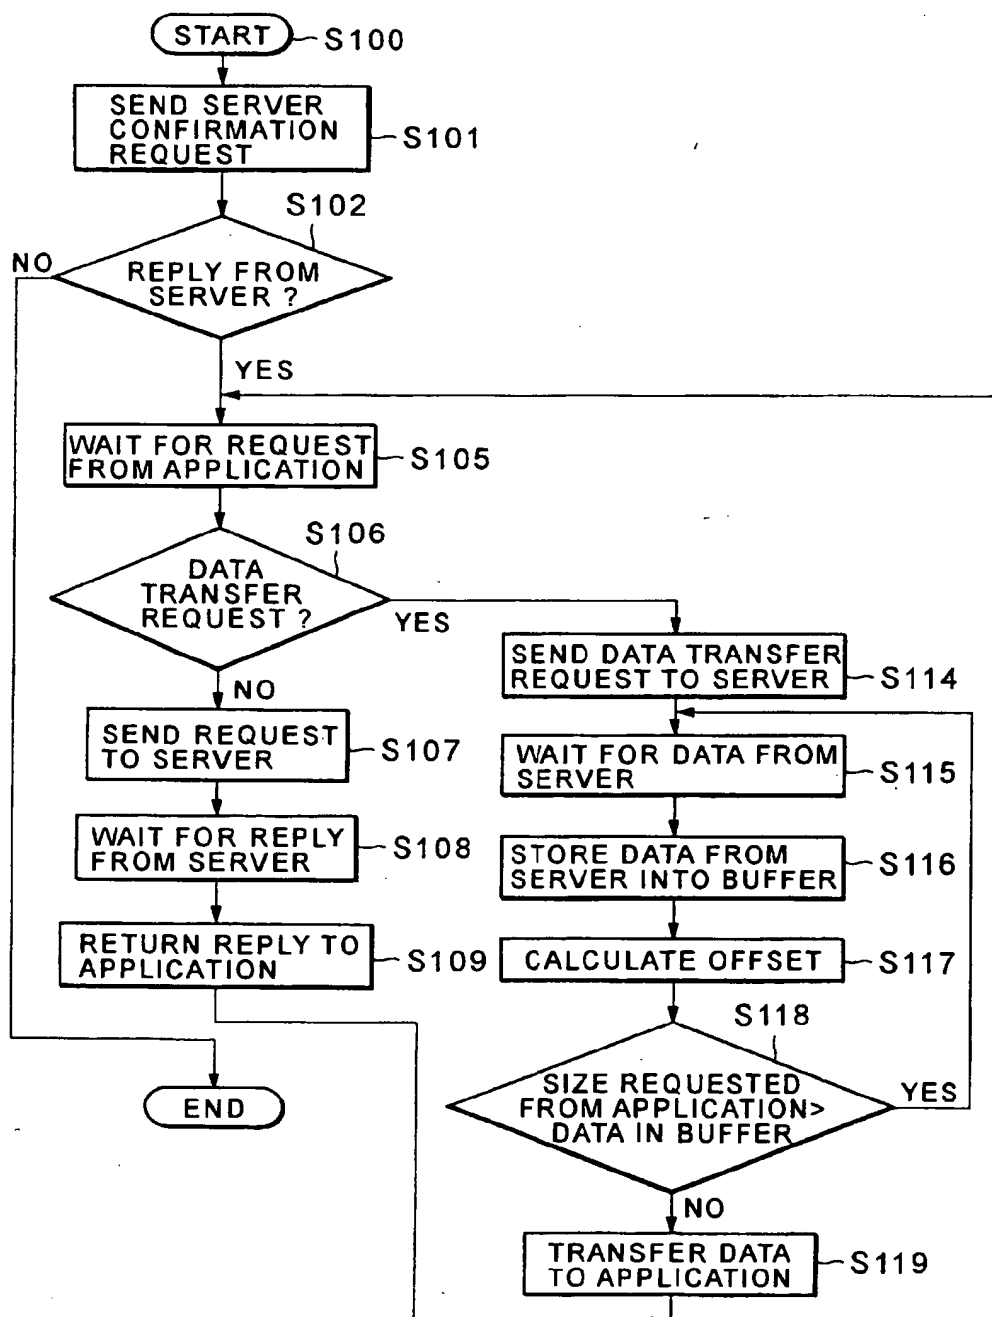 START
S100
SEND SERVER
CONFIRMATION
REQUEST
S101
S102
NO
REPLY FROM
SERVER ?
YES
WAIT FOR REQUEST
FROM APPLICATION
S105
S106
DATA
TRANSFER
REQUEST ?
YES
NO
SEND REQUEST
TO SERVER
S107
WAIT FOR REPLY
FROM SERVER
S108
RETURN REPLY TO
APPLICATION
S109
END
SEND DATA TRANSFER
REQUEST TO SERVER
S114
WAIT FOR DATA FROM
SERVER
S115
STORE DATA FROM
SERVER INTO BUFFER
S116
CALCULATE OFFSET
S117
S118
SIZE REQUESTED
FROM APPLICATION>
DATA IN BUFFER
YES
NO
TRANSFER DATA
TO APPLICATION
S119